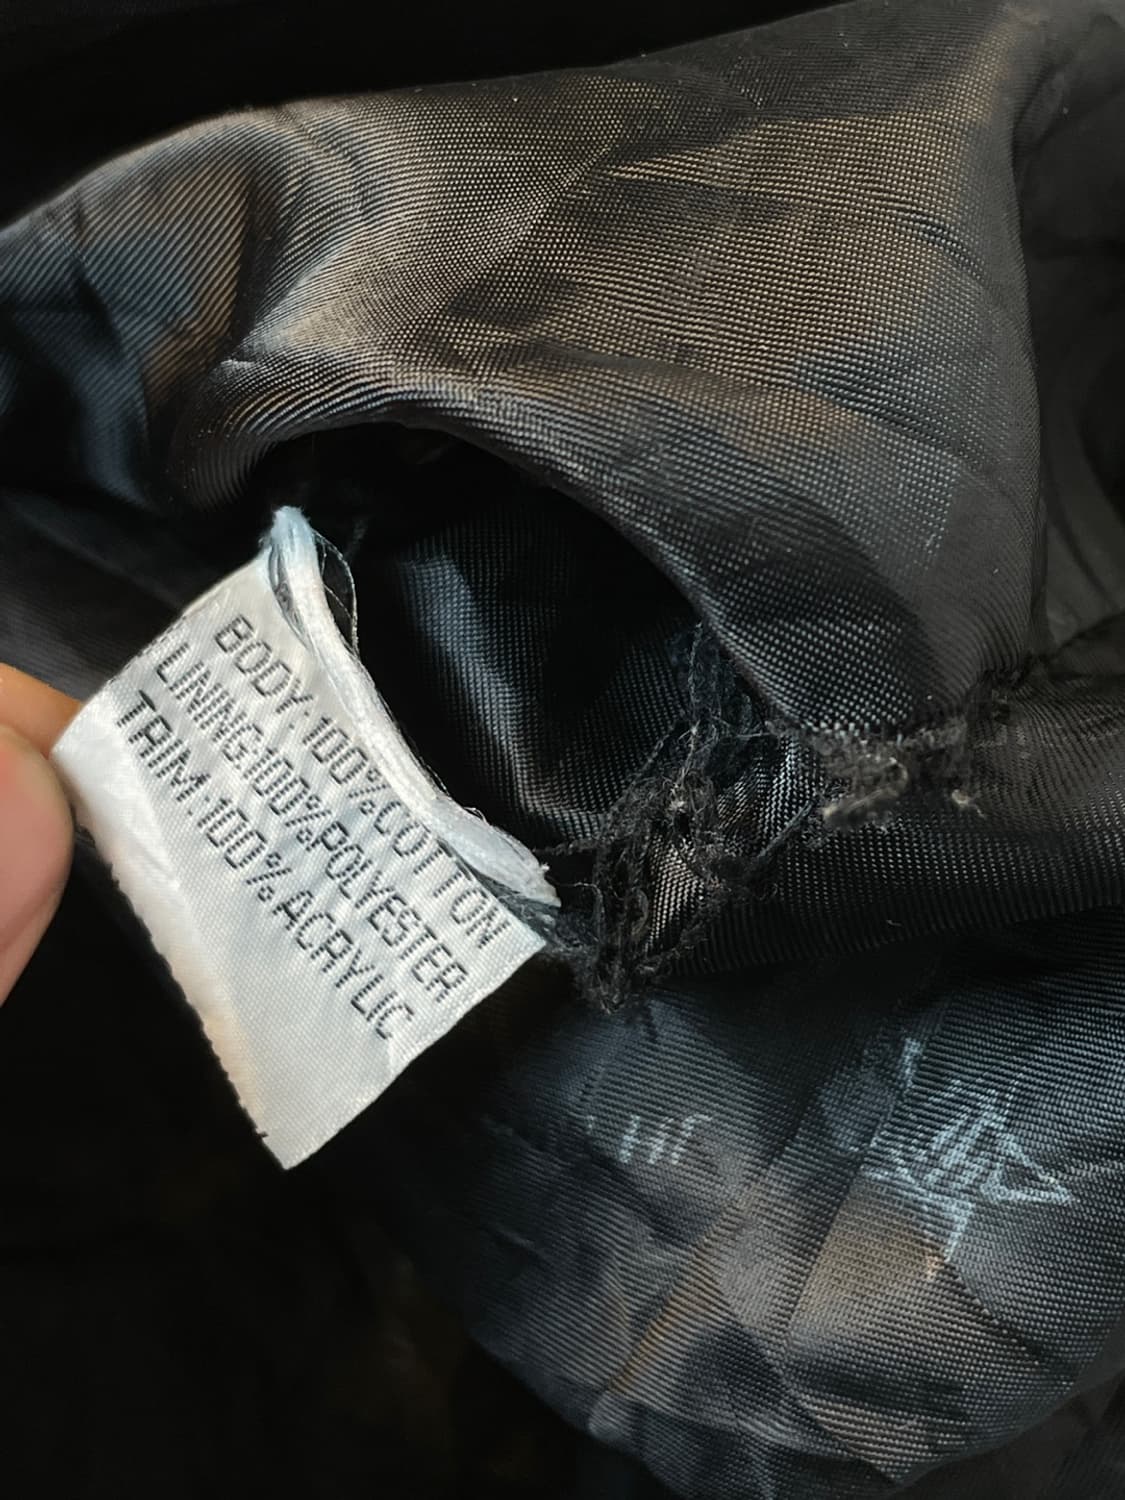 BODY:100%COTTON
LINING:100%POLYESTER
TRIM:100%ACRYLIC